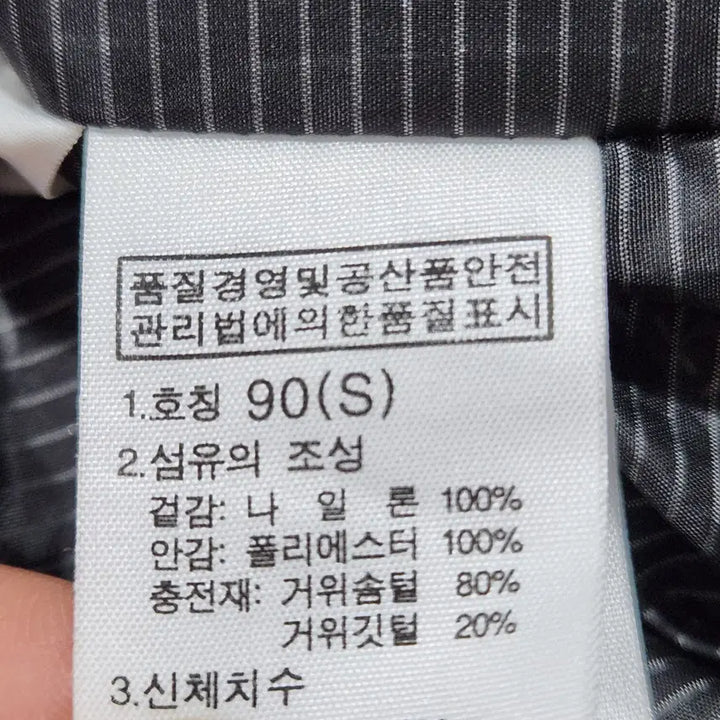 품질경영및공산품안전
관리법에의한품질표시
1.호칭 90(S)
2.섬유의 조성
겉감: 나 일 론 100%
안감: 폴리에스터 100%
충전재: 거위솜털 80%
거위깃털 20%
3.신체치수